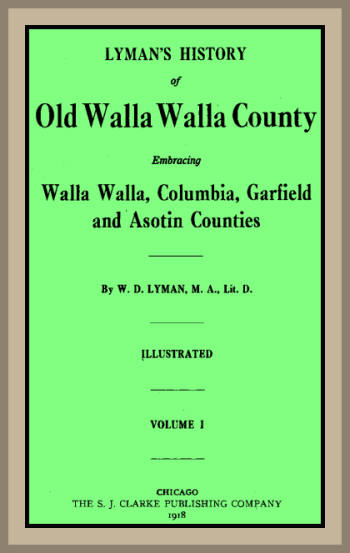 LYMAN'S HISTORY
of
Old Walla Walla County
Embracing
Walla Walla, Columbia, Garfield
and Asotin Counties
By W. D. LYMAN, M. A., Lit. D.
ILLUSTRATED
VOLUME I
CHICAGO
THE S. J. CLARKE PUBLISHING COMPANY
1918